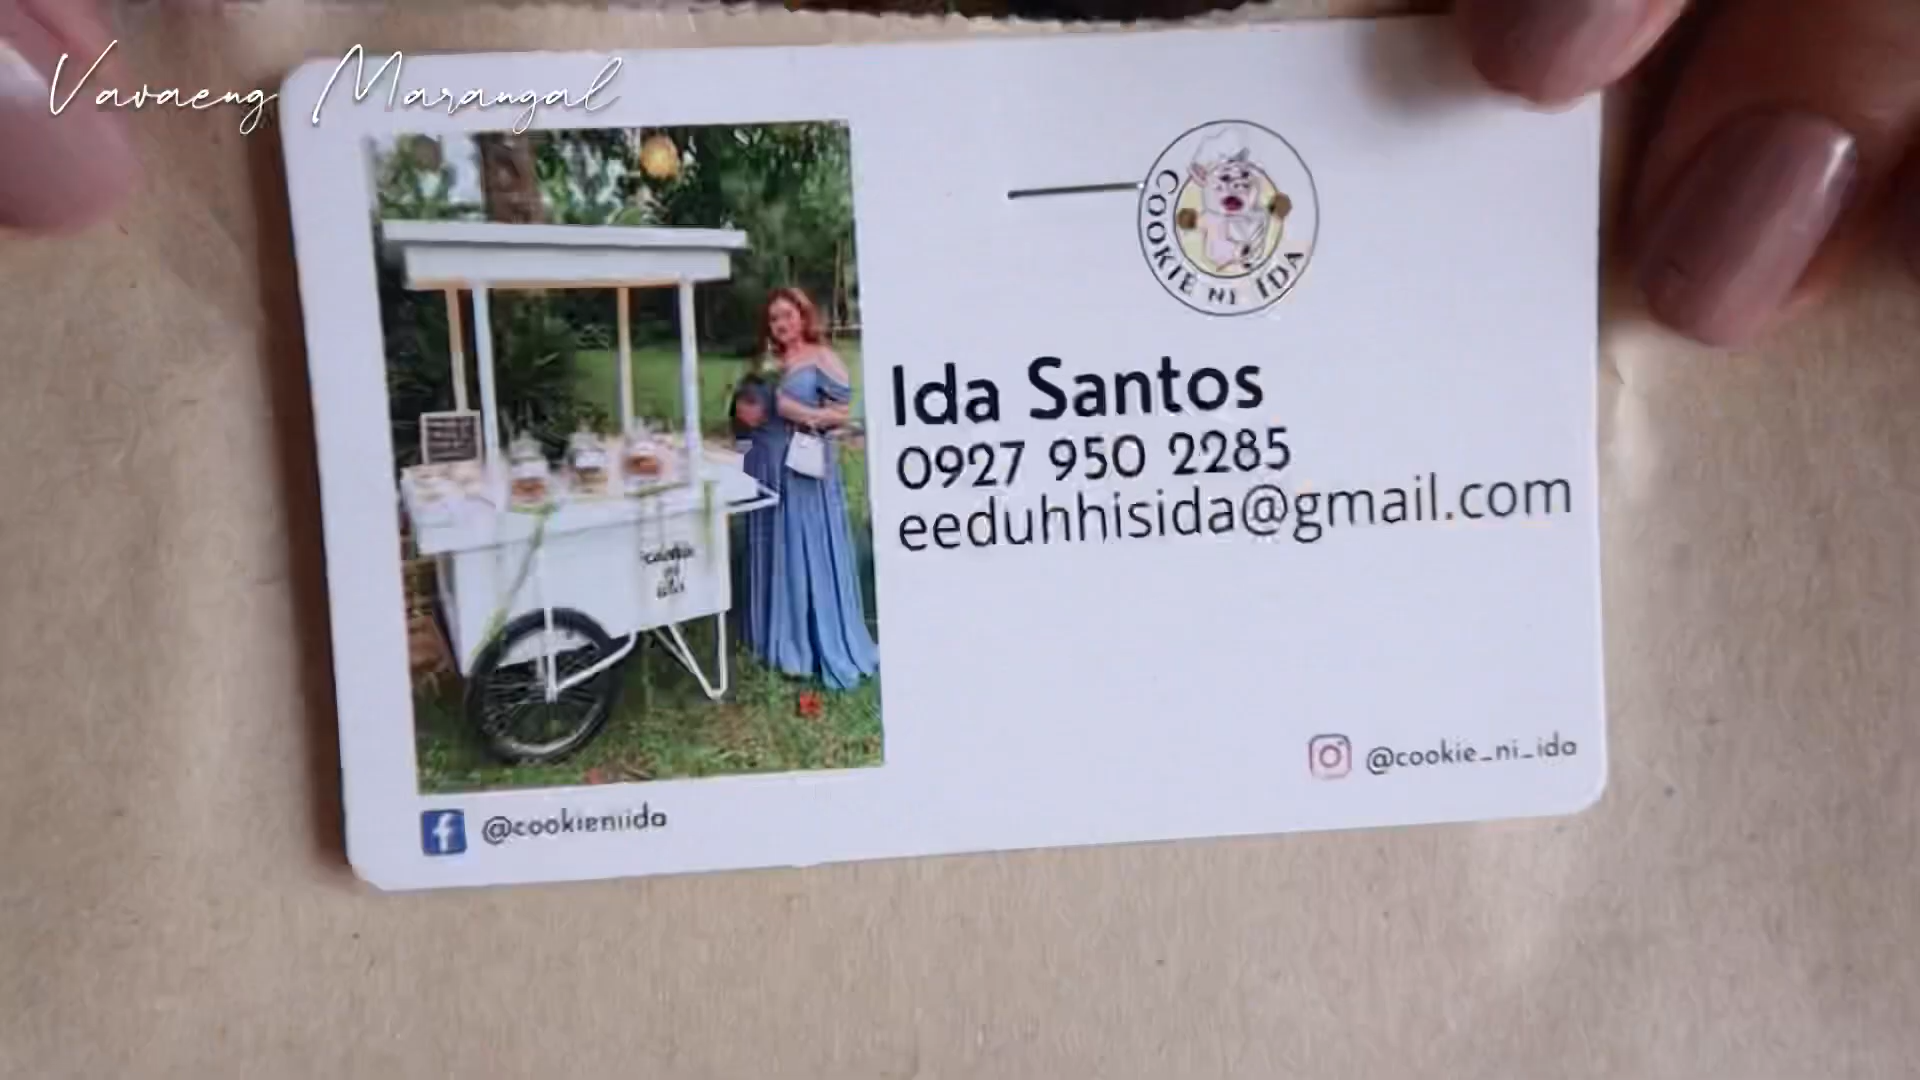 Vavaeng Marangal
COOKIE NI IDA
Ida Santos
0927 950 2285
eeduhhisida@gmail.com
@cookie_ni_ida
@cookieniida